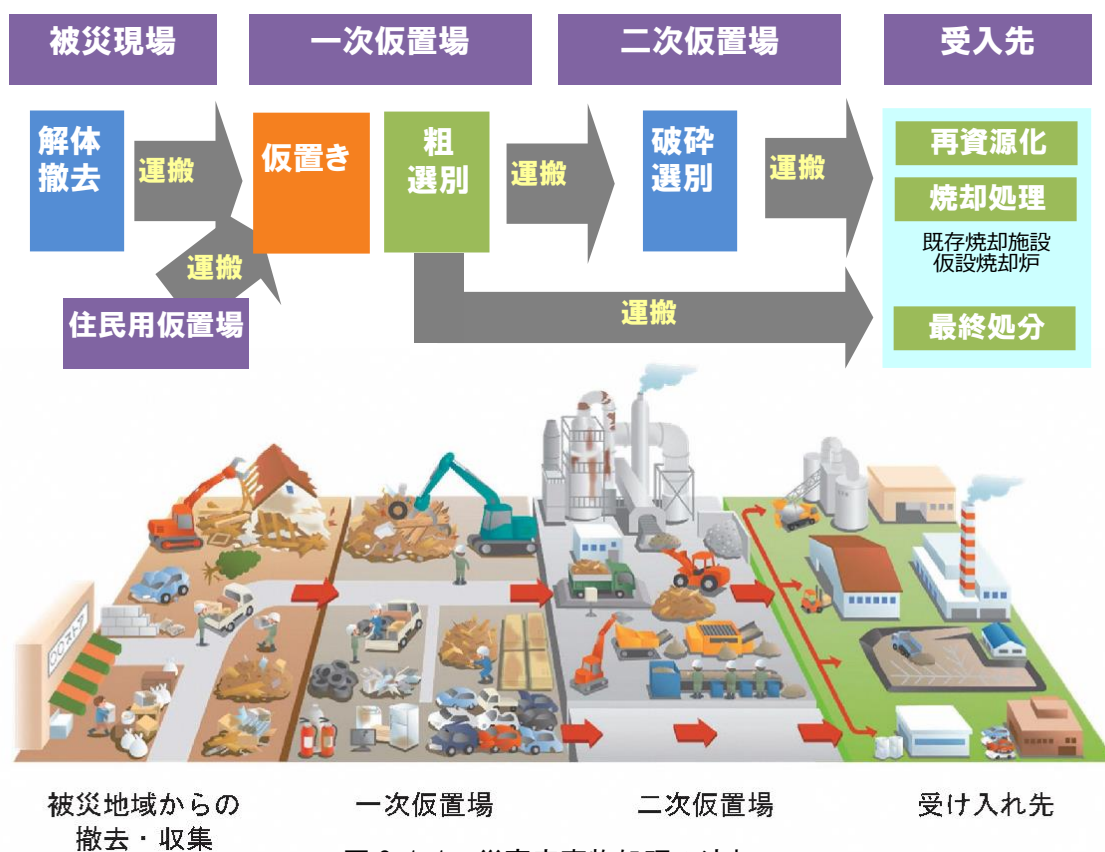 被災現場
一次仮置場
二次仮置場
受入先
解体
撤去
運搬
仮置き
粗
選別
運搬
破砕
選別
運搬
再資源化
焼却処理
既存焼却施設
仮設焼却炉
最終処分
運搬
運搬
住民用仮置場
被災地域からの
撤去・収集
一次仮置場
二次仮置場
受け入れ先